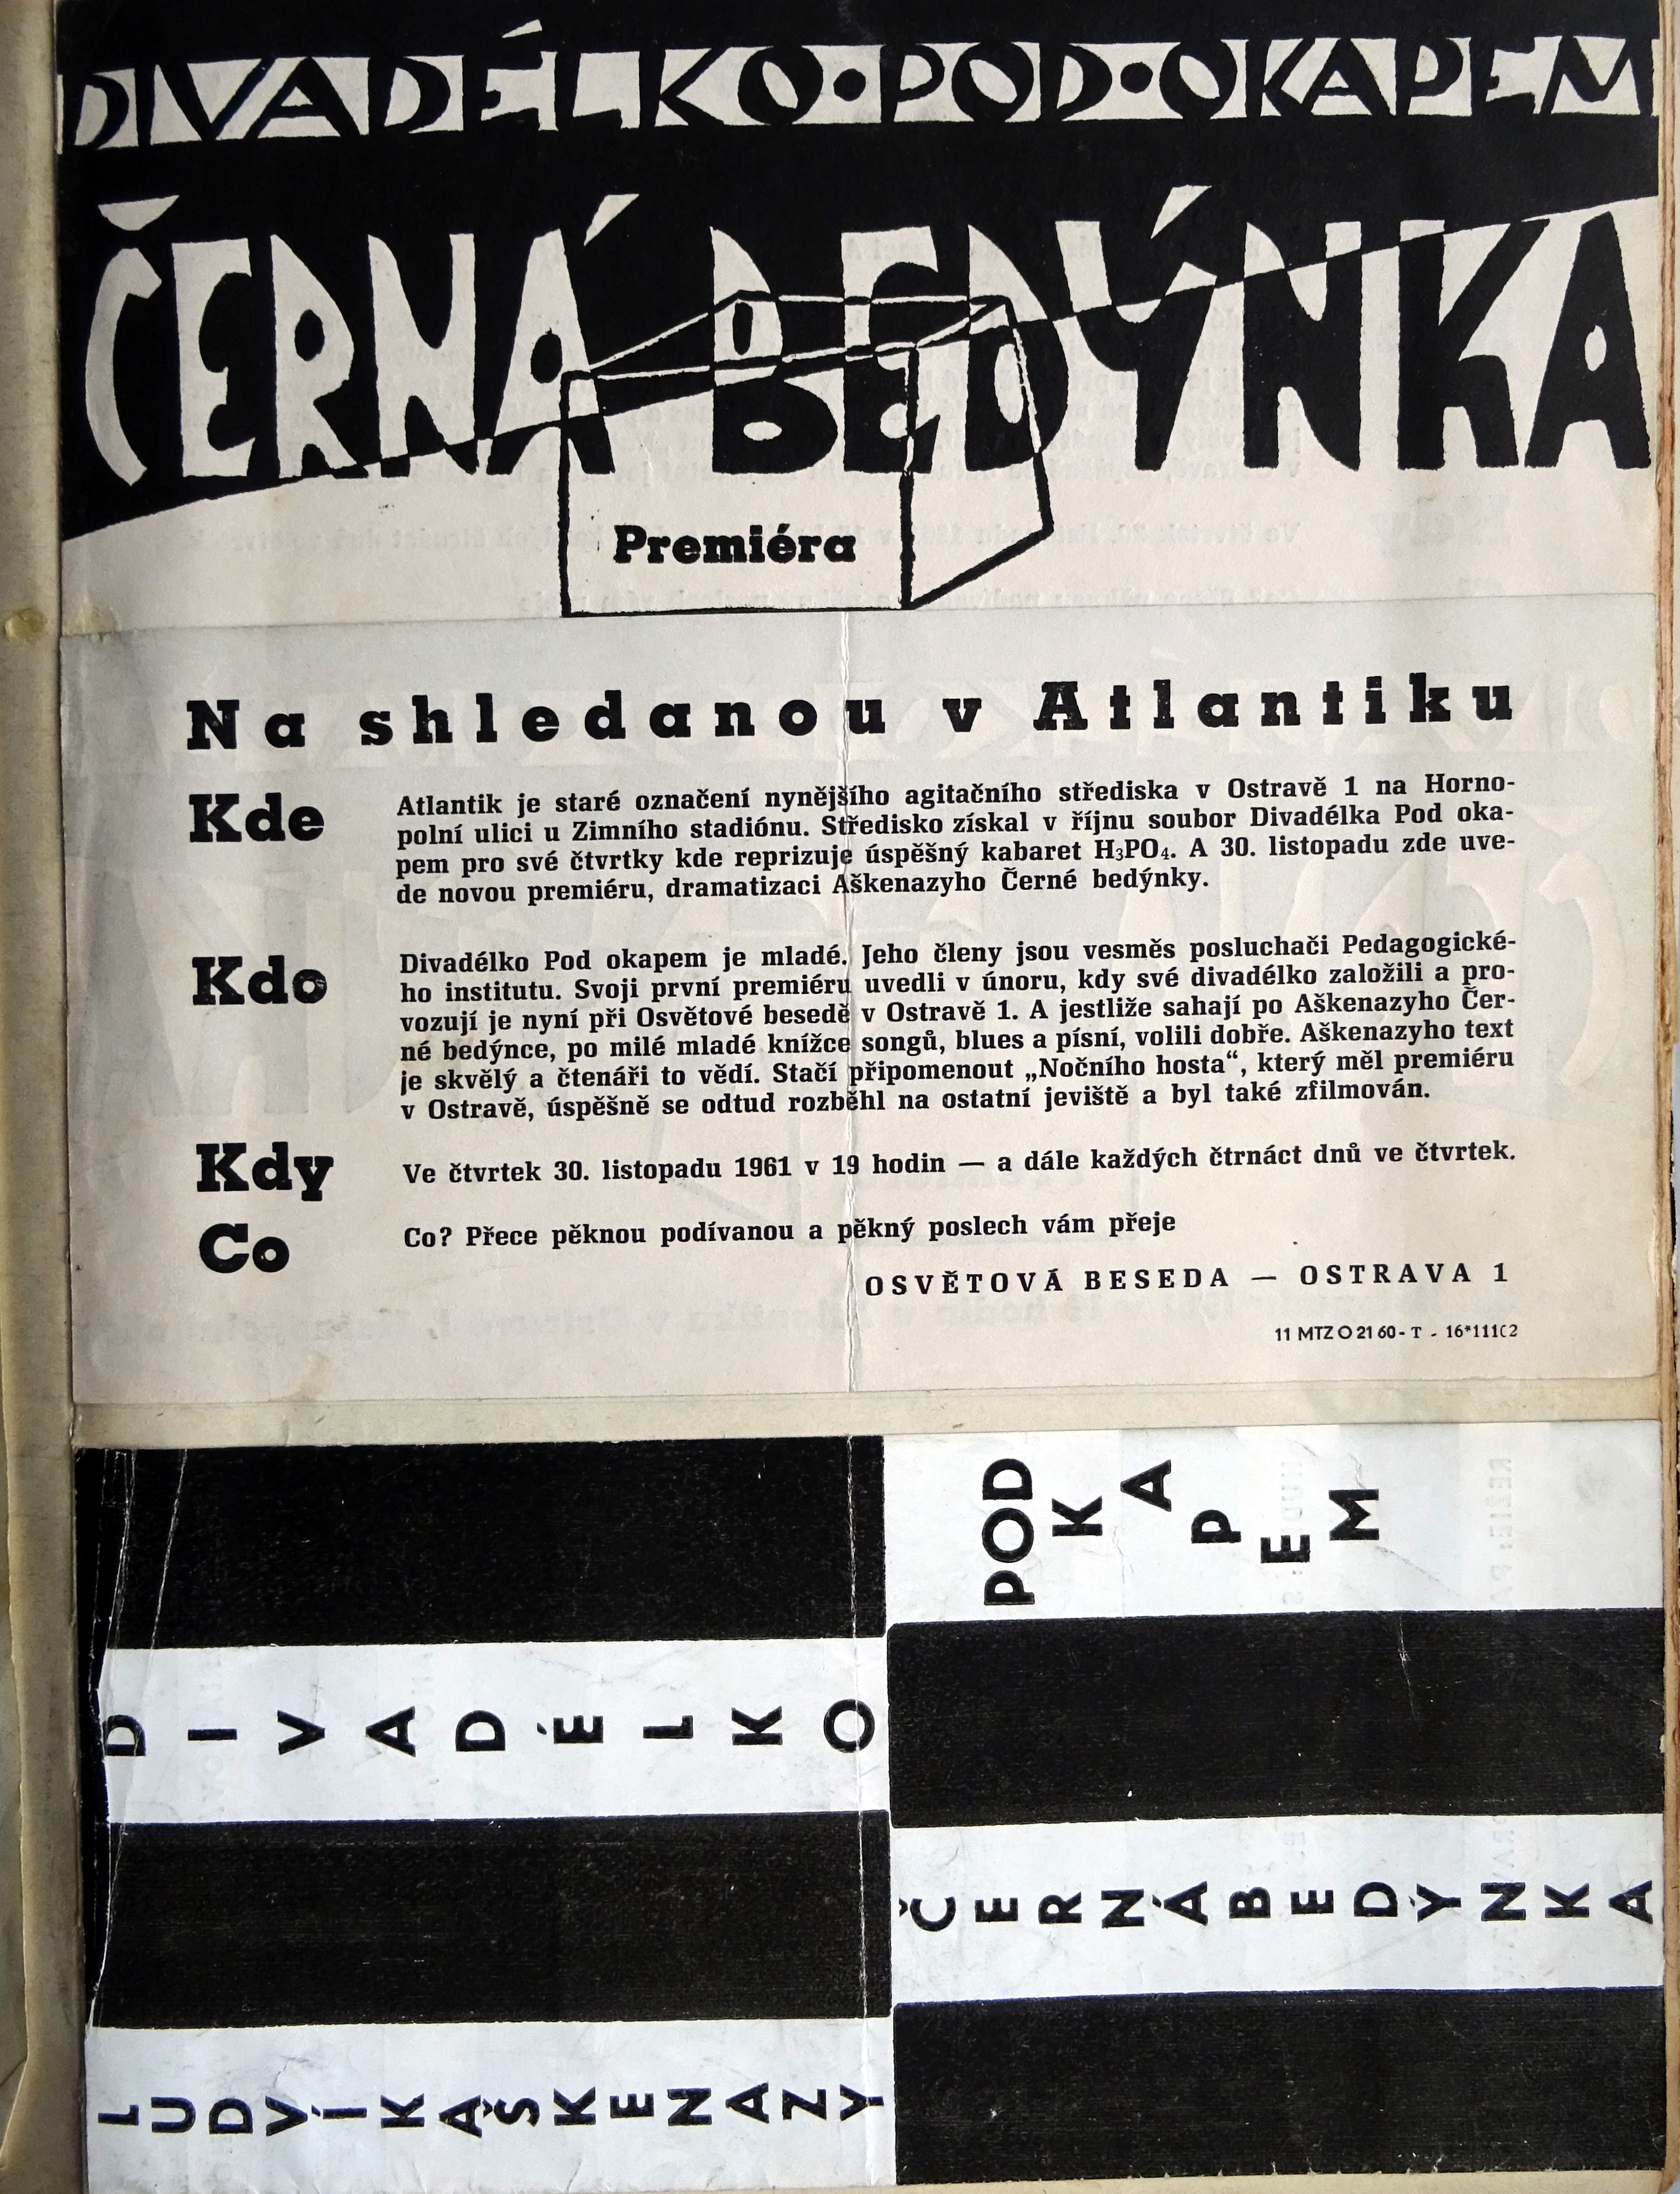 DIVADÉLKO•POD•OKAPEM
ČERNÁ BEDÝNKA
Premiéra
Na shledanou v Atlantiku
Kde
Atlantik je staré označení nynějšího agitačního střediska v Ostravě 1 na Horno-
polní ulici u Zimního stadiónu. Středisko získal v říjnu soubor Divadélka Pod oka-
pem pro své čtvrtky kde reprizuje úspěšný kabaret H₃PO₄. A 30. listopadu zde uve-
de novou premiéru, dramatizaci Aškenazyho Černé bedýnky.
Kdo
Divadélko Pod okapem je mladé. Jeho členy jsou vesměs posluchači Pedagogické-
ho institutu. Svoji první premiéru uvedli v únoru, kdy své divadélko založili a pro-
vozují je nyní při Osvětové besedě v Ostravě 1. A jestliže sahají po Aškenazyho Čer-
né bedýnce, po milé mladé knížce songů, blues a písní, volili dobře. Aškenazyho text
je skvělý a čtenáři to vědí. Stačí připomenout „Nočního hosta“, který měl premiéru
v Ostravě, úspěšně se odtud rozběhl na ostatní jeviště a byl také zfilmován.
Kdy
Ve čtvrtek 30. listopadu 1961 v 19 hodin — a dále každých čtrnáct dnů ve čtvrtek.
Co
Co? Přece pěknou podívanou a pěkný poslech vám přeje
OSVĚTOVÁ BESEDA — OSTRAVA 1
11 MTZ O 21 60 - T - 16*111C2
POD
KAPEM
DIVADÉLKO
ČERNÁBEDÝNKA
LUDVÍKAŠKENAZY